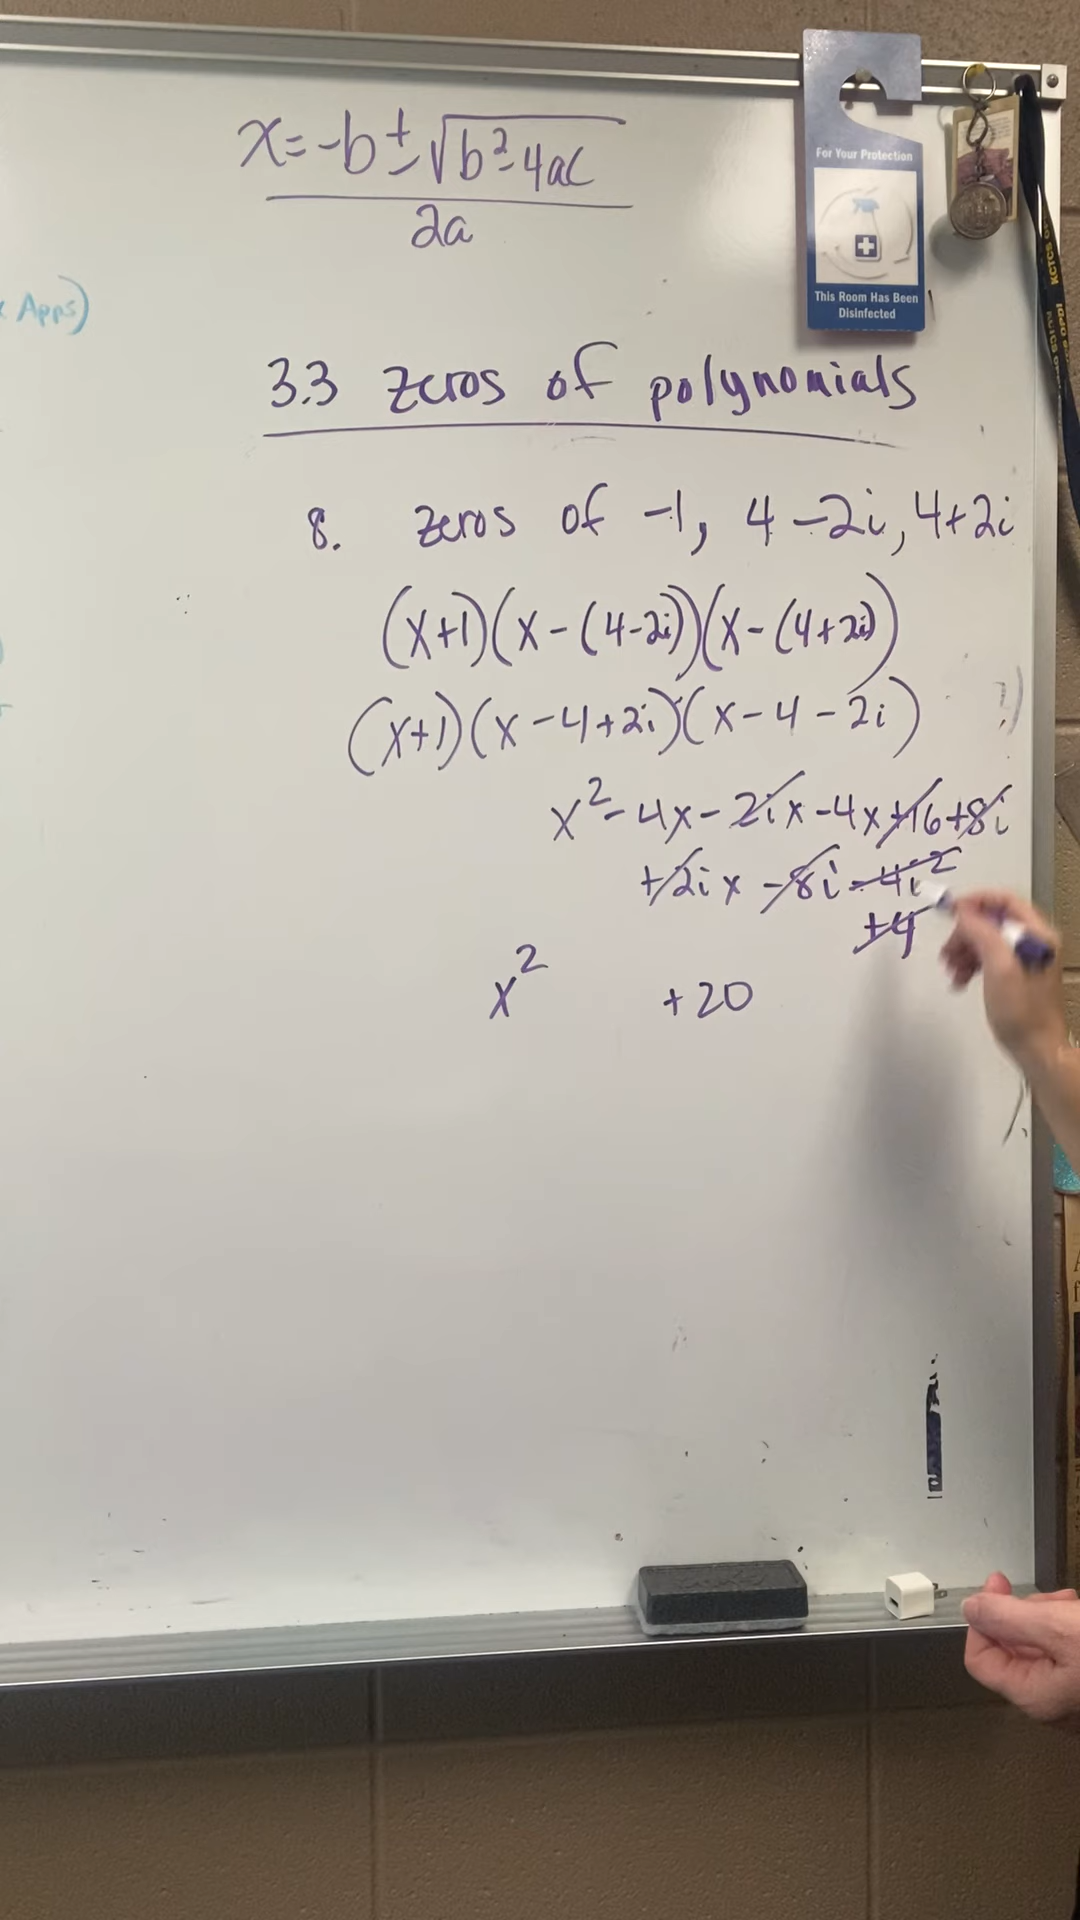 x = -b ± √b² - 4ac
2a
Apps)
For Your Protection
This Room Has Been
Disinfected
KCTCS
3.3 zeros of polynomials
8. zeros of -1, 4 - 2i, 4 + 2i
(x+1)(x - (4-2i))(x - (4+2i))
(x+1)(x - 4 + 2i)(x - 4 - 2i)
x² - 4x - 2ix - 4x + 16 + 8i
+ 2ix - 8i - 4i²
+4
x² + 20